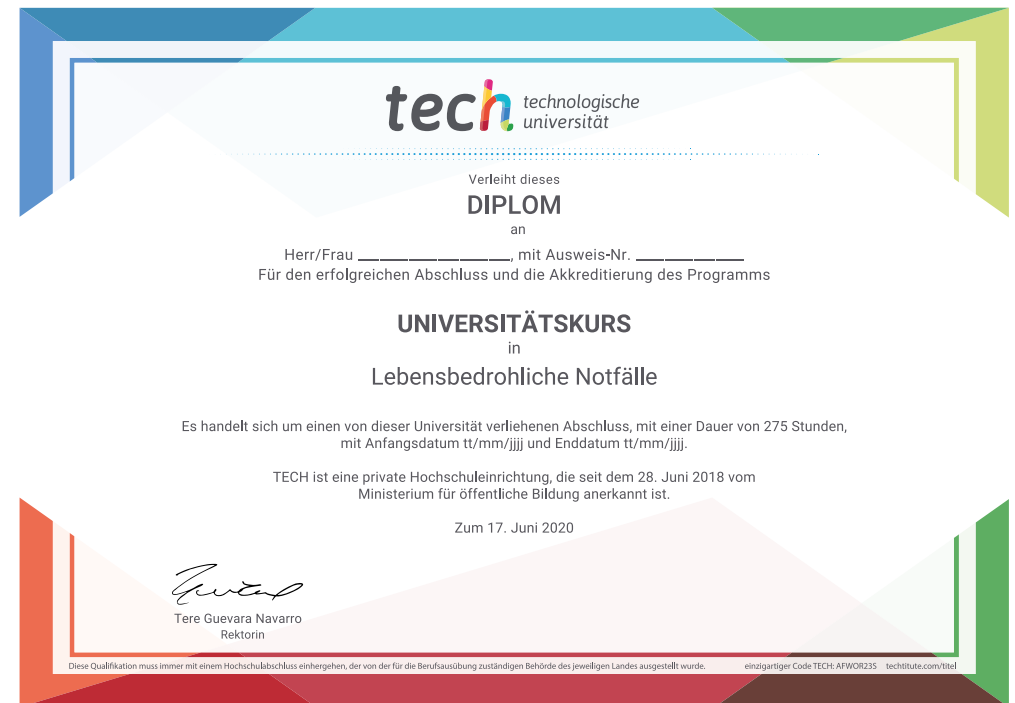 tech technologische
universität
Verleiht dieses
DIPLOM
an
Herr/Frau ______________, mit Ausweis-Nr. __________
Für den erfolgreichen Abschluss und die Akkreditierung des Programms
UNIVERSITÄTSKURS
in
Lebensbedrohliche Notfälle
Es handelt sich um einen von dieser Universität verliehenen Abschluss, mit einer Dauer von 275 Stunden,
mit Anfangsdatum tt/mm/jjjj und Enddatum tt/mm/jjjj.
TECH ist eine private Hochschuleinrichtung, die seit dem 28. Juni 2018 vom
Ministerium für öffentliche Bildung anerkannt ist.
Zum 17. Juni 2020
Tere Guevara Navarro
Rektorin
Diese Qualifikation muss immer mit einem Hochschulabschluss einhergehen, der von der für die Berufsausübung zuständigen Behörde des jeweiligen Landes ausgestellt wurde. einzigartiger Code TECH: AFWOR23S techtitute.com/titel